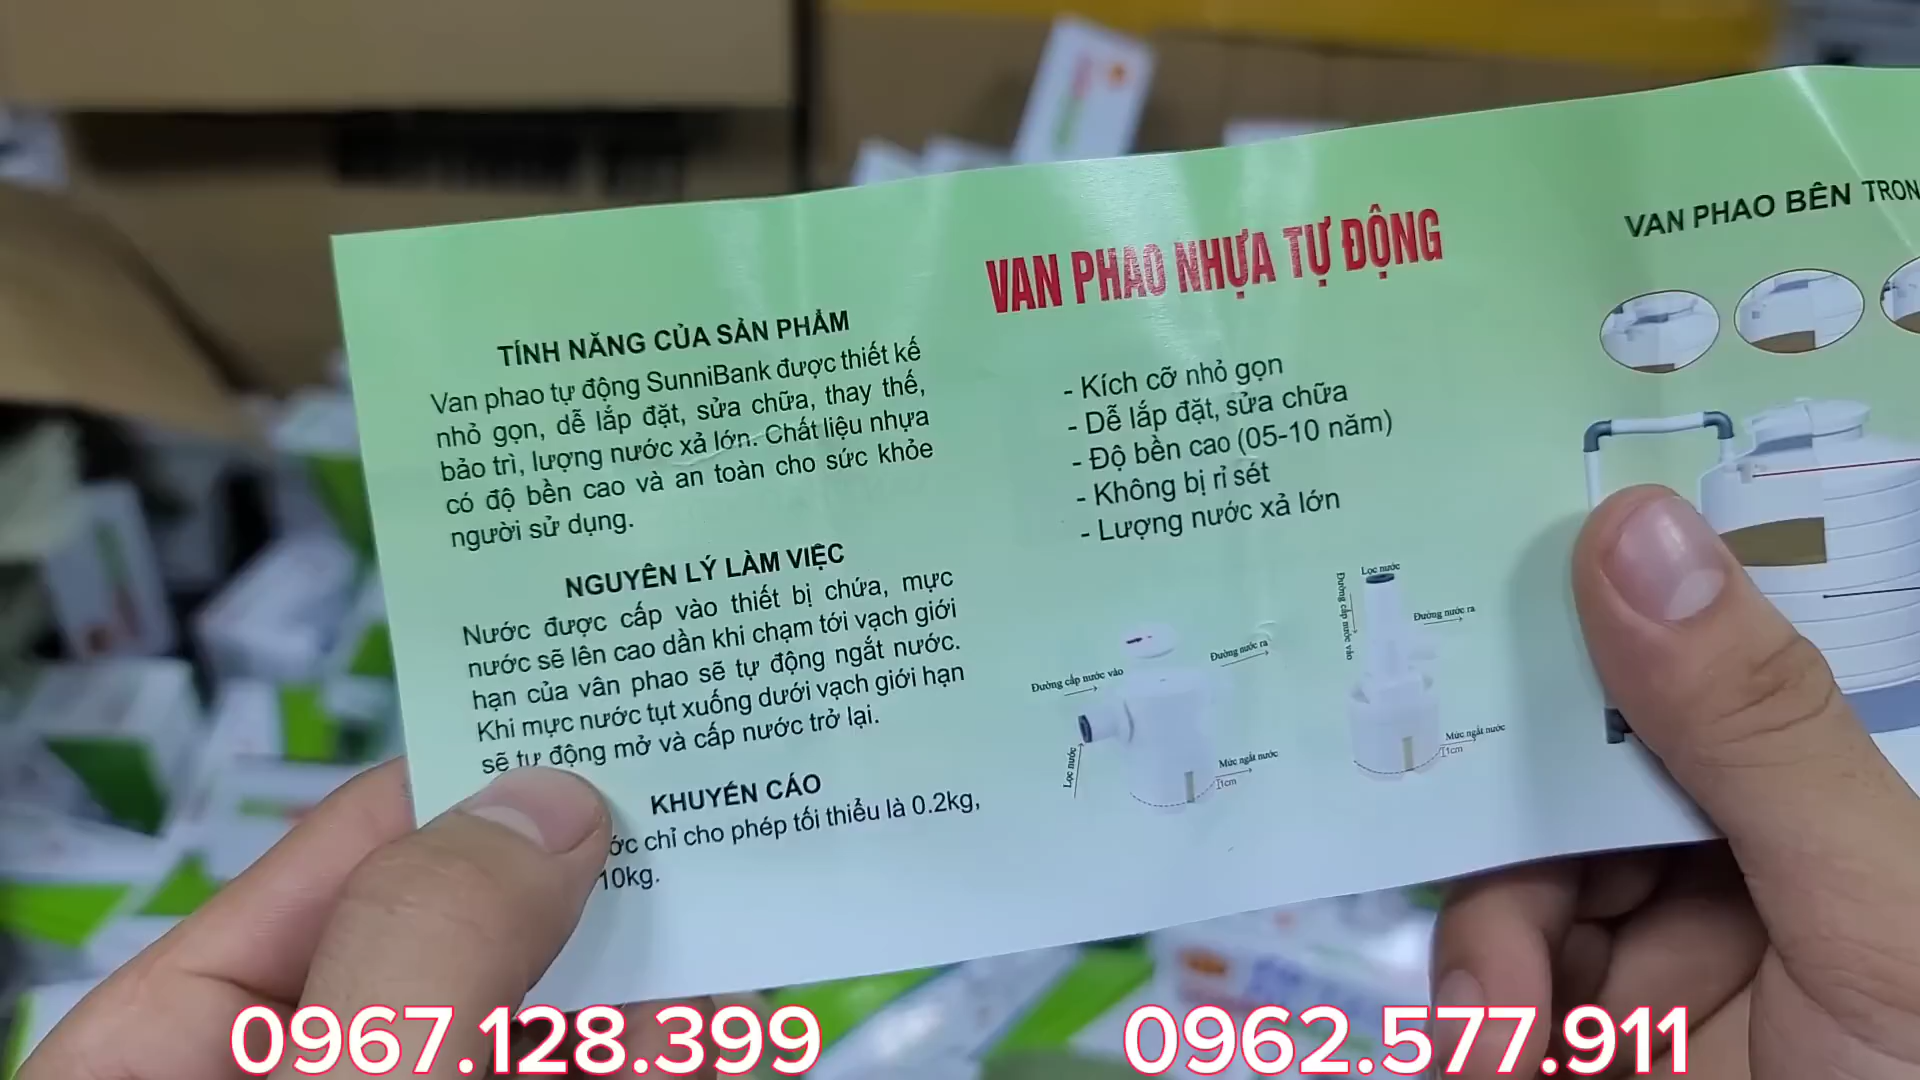 TÍNH NĂNG CỦA SẢN PHẨM
Van phao tự động SunniBank được thiết kế
nhỏ gọn, dễ lắp đặt, sửa chữa, thay thế,
bảo trì, lượng nước xả lớn. Chất liệu nhựa
có độ bền cao và an toàn cho sức khỏe
người sử dụng.
NGUYÊN LÝ LÀM VIỆC
Nước được cấp vào thiết bị chứa, mực
nước sẽ lên cao dần khi chạm tới vạch giới
hạn của vân phao sẽ tự động ngắt nước.
Khi mực nước tụt xuống dưới vạch giới hạn
sẽ tự động mở và cấp nước trở lại.
KHUYẾN CÁO
chỉ cho phép tối thiểu là 0.2kg,
10kg.
VAN PHAO NHỰA TỰ ĐỘNG
- Kích cỡ nhỏ gọn
- Dễ lắp đặt, sửa chữa
- Độ bền cao (05-10 năm)
- Không bị rỉ sét
- Lượng nước xả lớn
Đường cấp nước vào
Đường nước ra
Lọc nước
Mức ngắt nước
1cm
Lọc nước
Đường cấp nước vào
Đường nước ra
Mức ngắt nước
1cm
VAN PHAO BÊN TRON
0967.128.399
0962.577.911